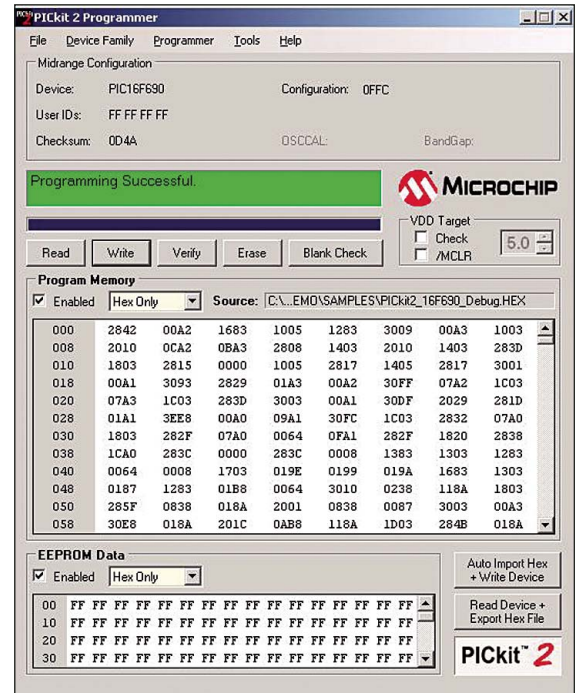 PICkit 2 Programmer
File Device Family Programmer Tools Help
Midrange Configuration
Device: PIC16F690 Configuration: 0FFC
User IDs: FF FF FF FF
Checksum: 0D4A OSCCAL: BandGap:
Programming Successful.
MICROCHIP
VDD Target
Check
/MCLR
5.0
Read Write Verify Erase Blank Check
Program Memory
Enabled Hex Only Source: C:\...EMO\SAMPLES\PICkit2_16F690_Debug.HEX
000 2842 00A2 1683 1005 1283 3009 00A3 1003
008 2010 0CA2 0BA3 2808 1403 2010 1403 283D
010 1803 2815 0000 1005 2817 1405 2817 3001
018 00A1 3093 2829 01A3 00A2 30FF 07A2 1C03
020 07A3 1C03 283D 3003 00A1 30DF 2029 281D
028 01A1 3EE8 00A0 09A1 30FC 1C03 2832 07A0
030 1803 282F 07A0 0064 0FA1 282F 1820 2838
038 1CA0 283C 0000 283C 0008 1383 1303 1283
040 0064 0008 1703 019E 0199 019A 1683 1303
048 0187 1283 01B8 0064 3010 0238 118A 1803
050 285F 0838 018A 2001 0838 0087 3003 00A3
058 30E8 018A 201C 0AB8 118A 1D03 284B 018A
EEPROM Data
Enabled Hex Only
00 FF FF FF FF FF FF FF FF FF FF FF FF FF FF FF FF
10 FF FF FF FF FF FF FF FF FF FF FF FF FF FF FF FF
20 FF FF FF FF FF FF FF FF FF FF FF FF FF FF FF FF
30 FF FF FF FF FF FF FF FF FF FF FF FF FF FF FF FF
Auto Import Hex
+ Write Device
Read Device +
Export Hex File
PICkit™ 2